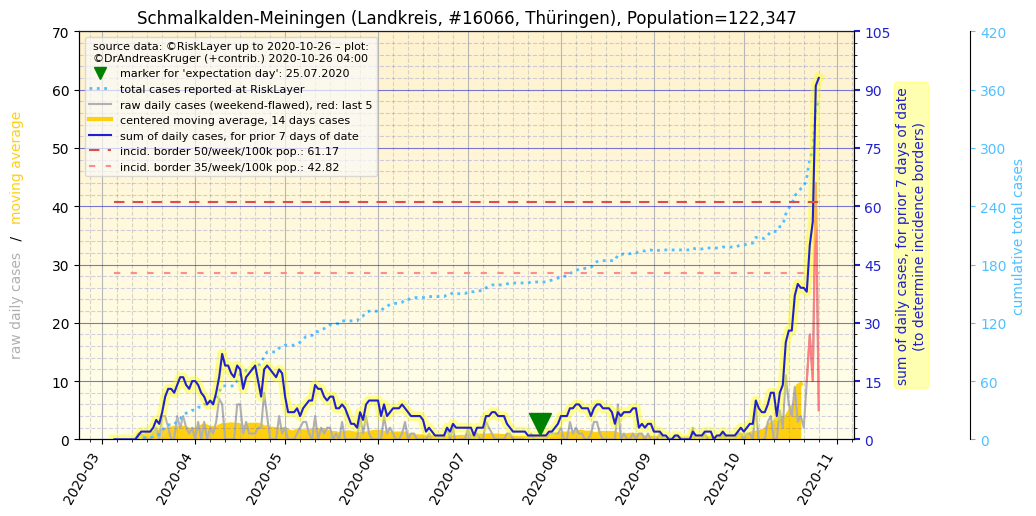 Schmalkalden-Meiningen (Landkreis, #16066, Thüringen), Population=122,347
source data: ©RiskLayer up to 2020-10-26 – plot:
©DrAndreasKruger (+contrib.) 2020-10-26 04:00
marker for 'expectation day': 25.07.2020
total cases reported at RiskLayer
raw daily cases (weekend-flawed), red: last 5
centered moving average, 14 days cases
sum of daily cases, for prior 7 days of date
incid. border 50/week/100k pop.: 61.17
incid. border 35/week/100k pop.: 42.82
raw daily cases / moving average
70
60
50
40
30
20
10
0
105
90
75
60
45
30
15
0
sum of daily cases, for prior 7 days of date
(to determine incidence borders)
420
360
300
240
180
120
60
0
cumulative total cases
2020-03
2020-04
2020-05
2020-06
2020-07
2020-08
2020-09
2020-10
2020-11